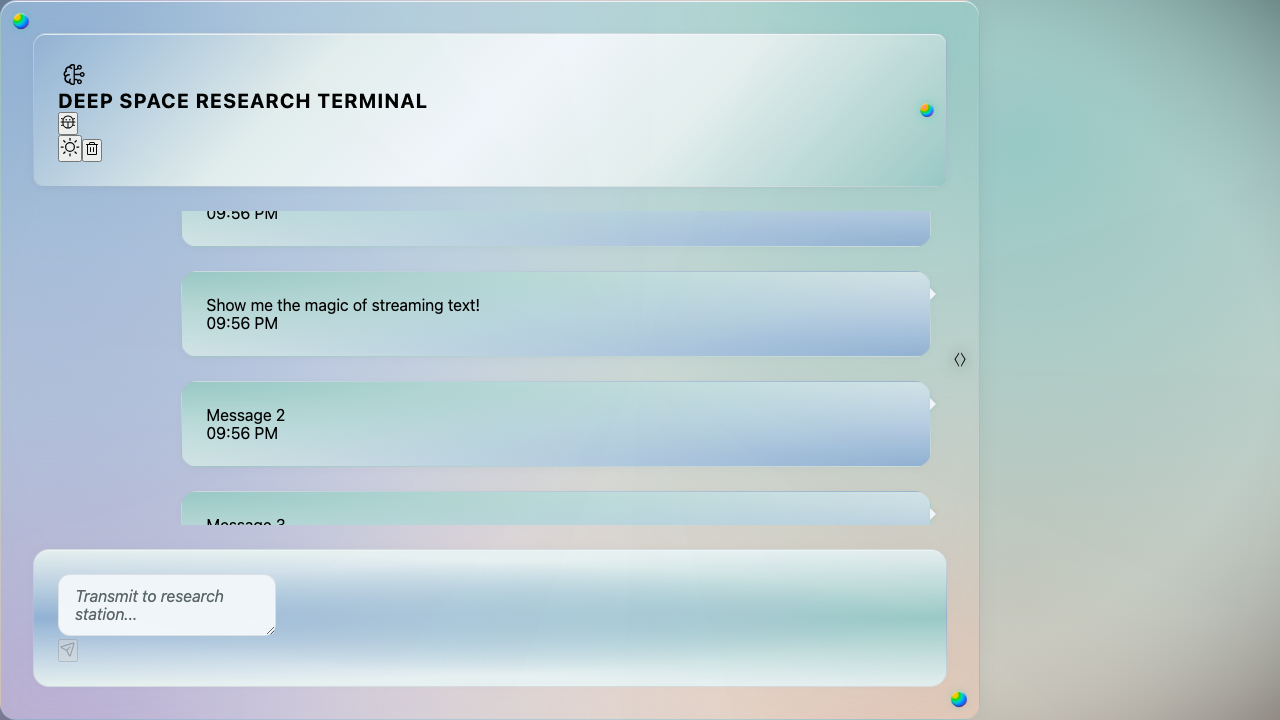 DEEP SPACE RESEARCH TERMINAL
09:56 PM
Show me the magic of streaming text!
09:56 PM
Message 2
09:56 PM
Message 3
Transmit to research
station...